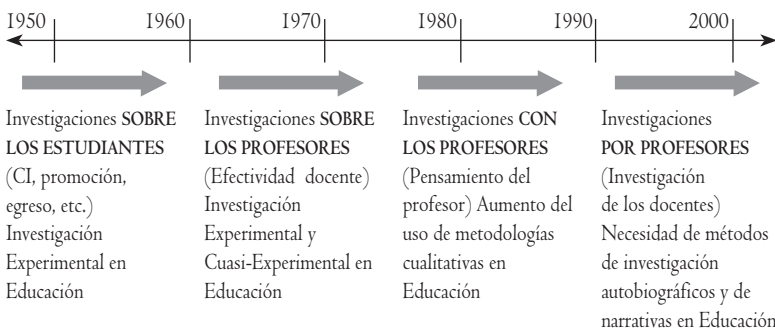 1950 1960 1970 1980 1990 2000
Investigaciones SOBRE
LOS ESTUDIANTES
(CI, promoción,
egreso, etc.)
Investigación
Experimental en
Educación
Investigaciones SOBRE
LOS PROFESORES
(Efectividad docente)
Investigación
Experimental y
Cuasi-Experimental en
Educación
Investigaciones CON
LOS PROFESORES
(Pensamiento del
profesor) Aumento del
uso de metodologías
cualitativas en
Educación
Investigaciones
POR PROFESORES
(Investigación
de los docentes)
Necesidad de métodos
de investigación
autobiográficos y de
narrativas en Educación